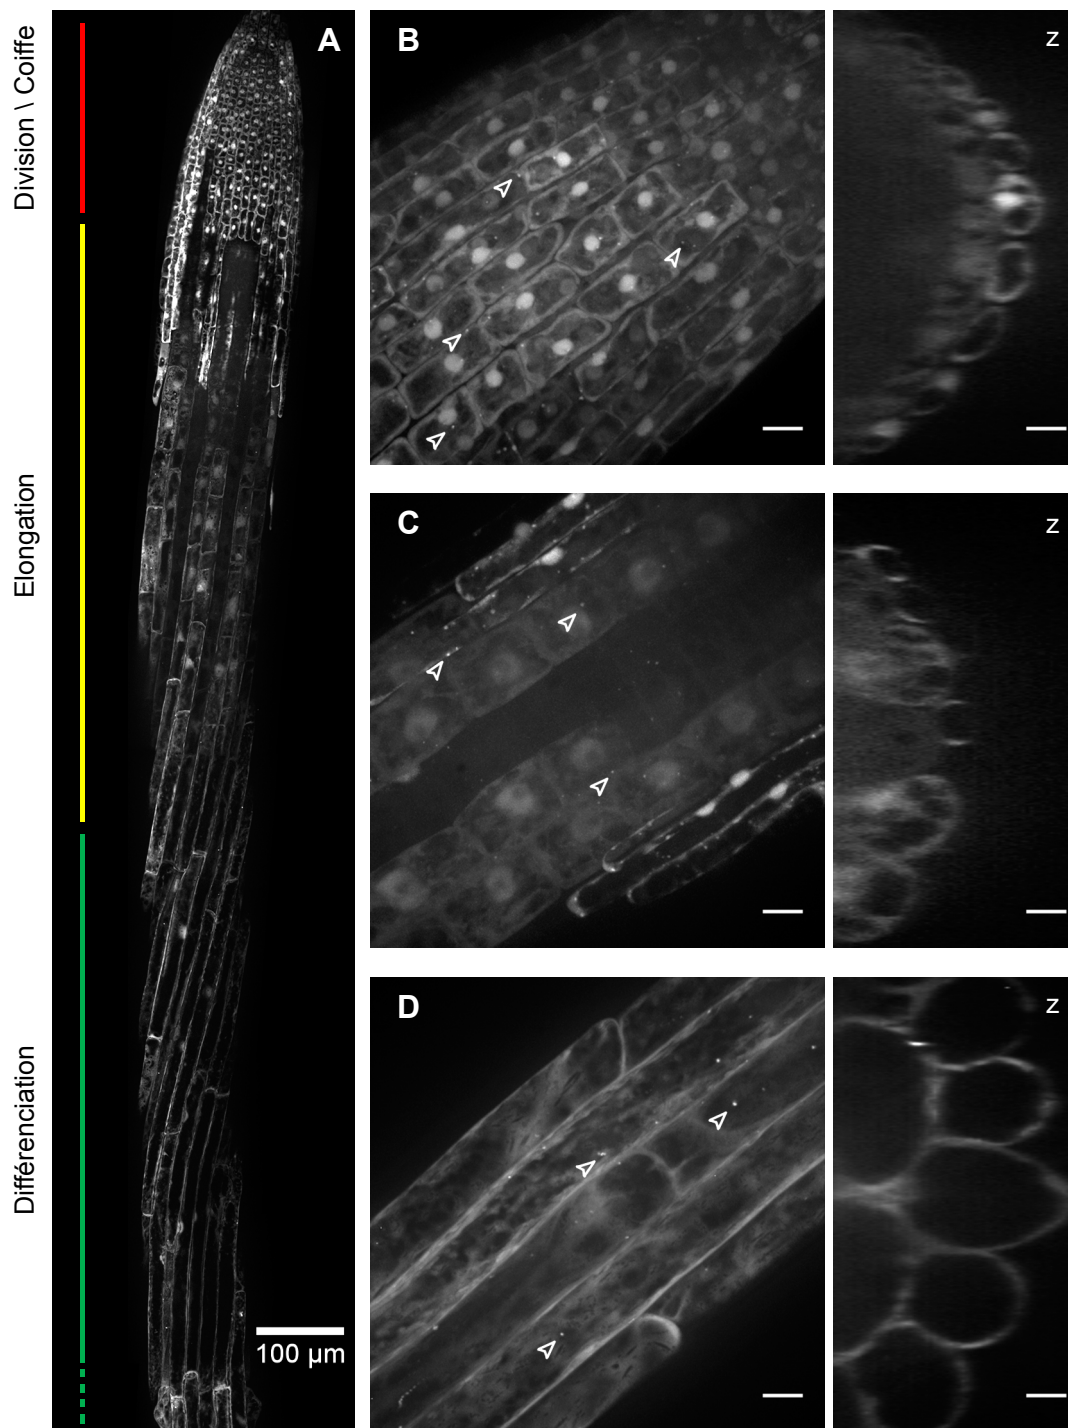 Division \ Coiffe
Elongation
Différenciation
A
100 µm
B
z
C
z
D
z